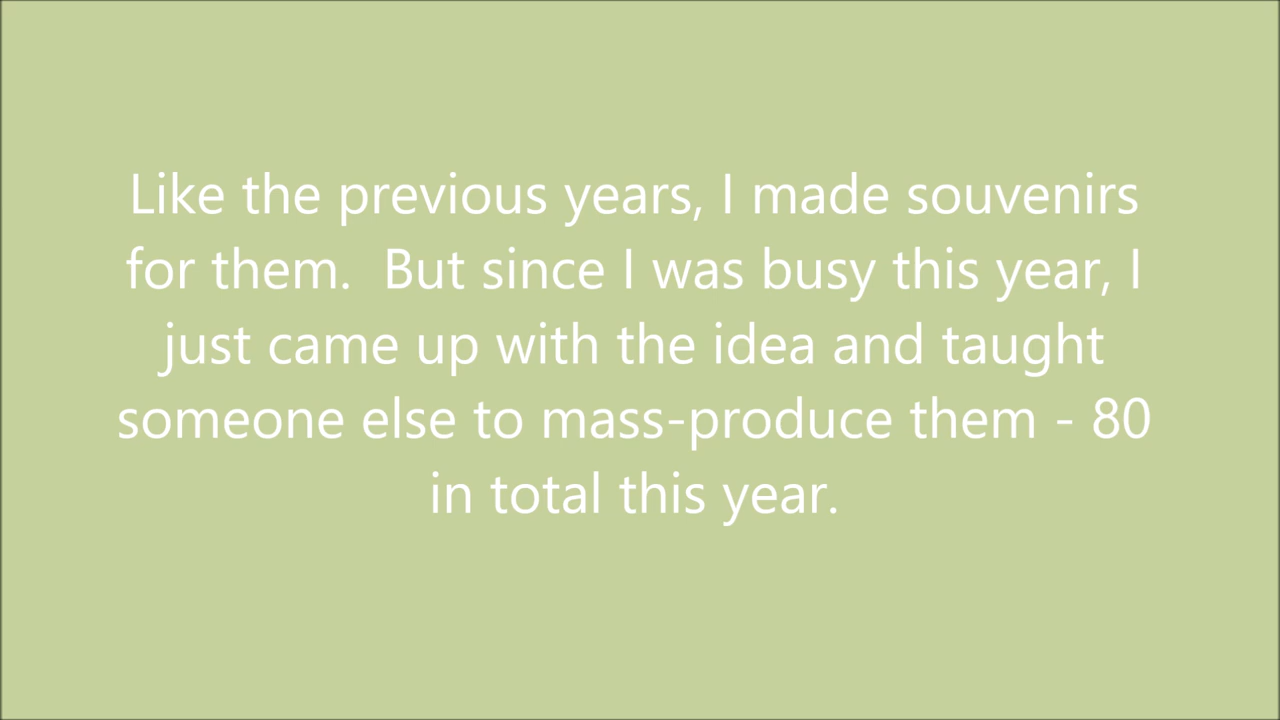 Like the previous years, I made souvenirs
for them.  But since I was busy this year, I
just came up with the idea and taught
someone else to mass-produce them - 80
in total this year.